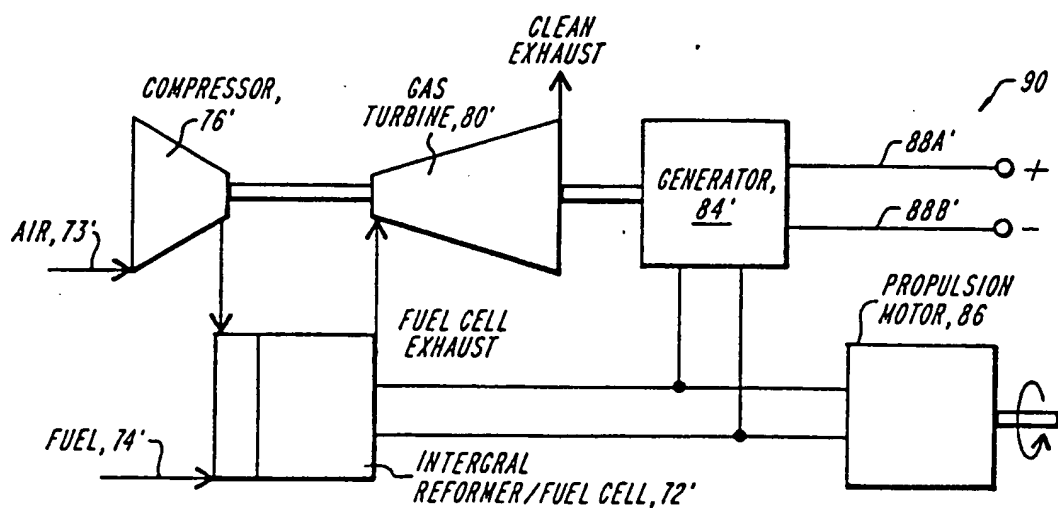 CLEAN
EXHAUST
COMPRESSOR,
76'
GAS
TURBINE, 80'
90
88A'
+
GENERATOR,
84'
88B'
-
AIR, 73'
PROPULSION
MOTOR, 86
FUEL CELL
EXHAUST
FUEL, 74'
INTERGRAL
REFORMER/FUEL CELL, 72'